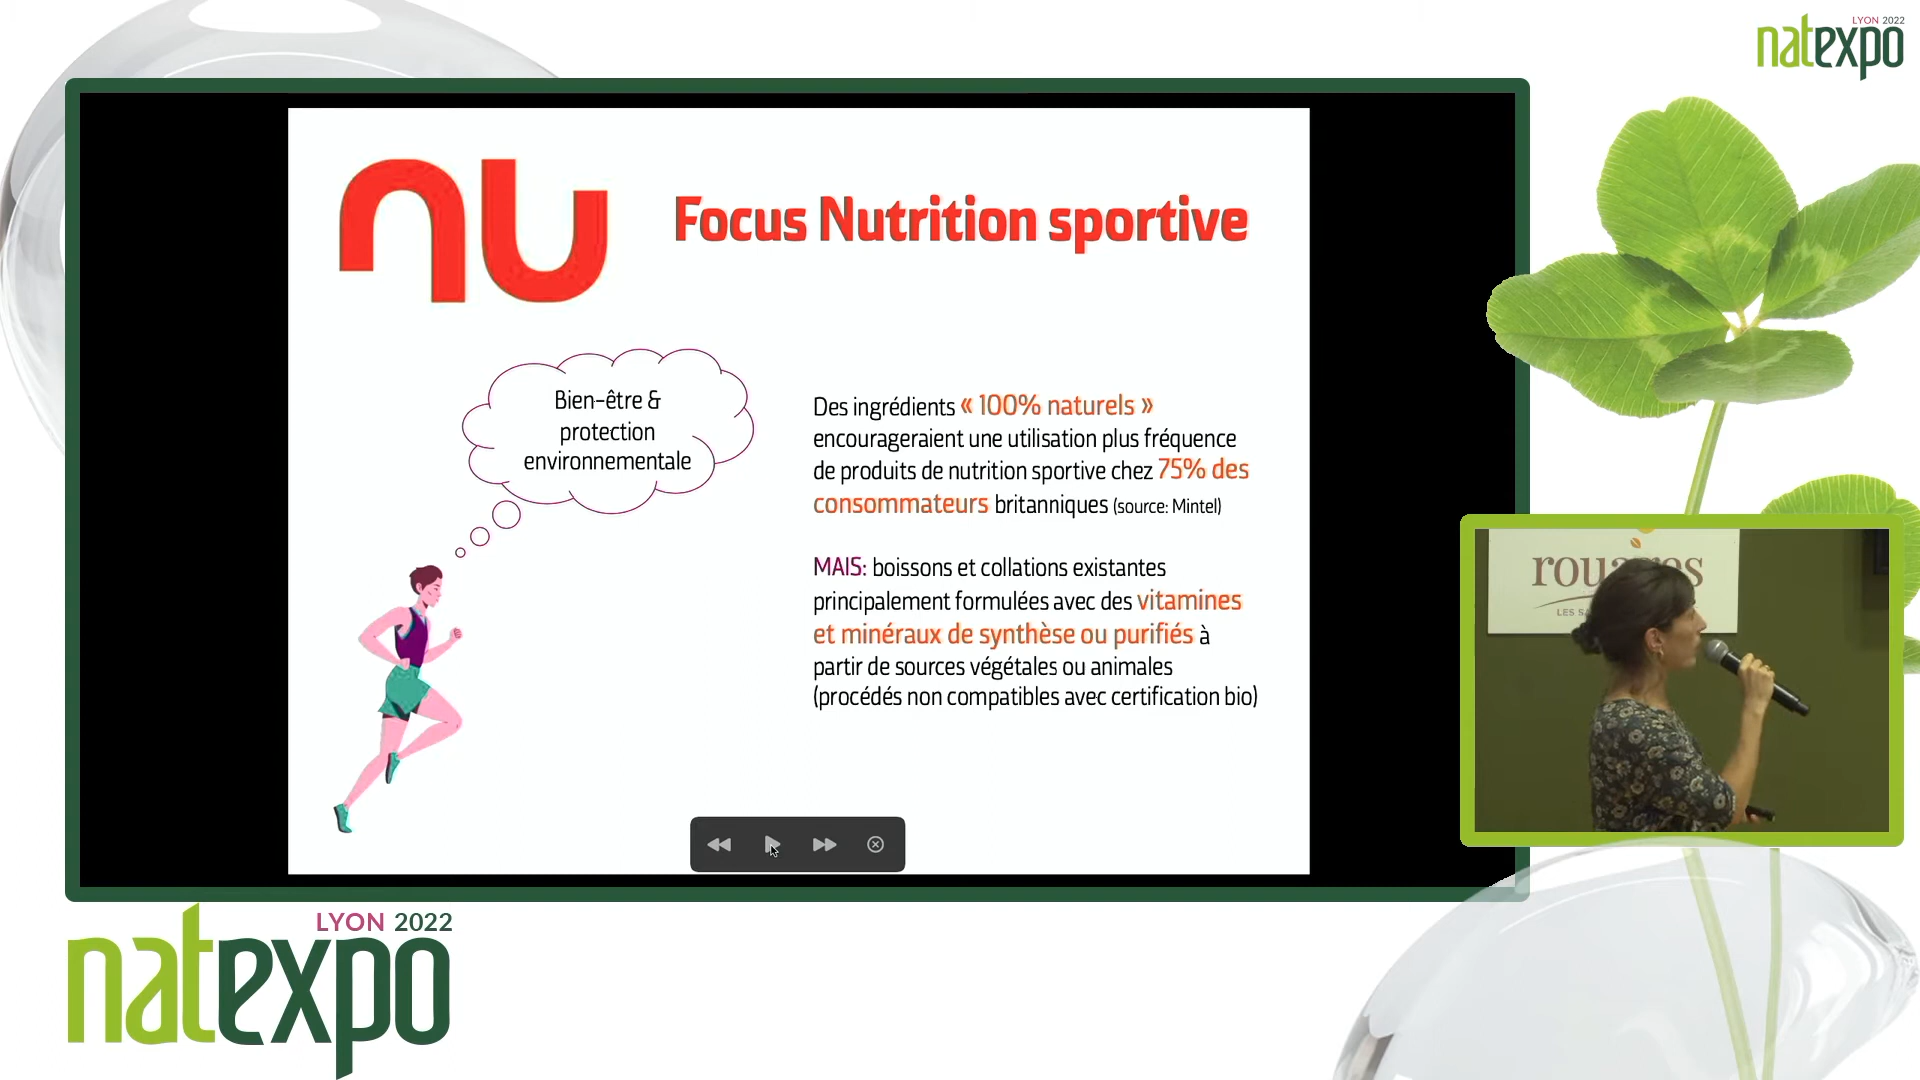 LYON 2022
natexpo
nu
Focus Nutrition sportive
Bien-être &
protection
environnementale
Des ingrédients « 100% naturels »
encourageraient une utilisation plus fréquence
de produits de nutrition sportive chez 75% des
consommateurs britanniques (source: Mintel)
MAIS: boissons et collations existantes
principalement formulées avec des vitamines
et minéraux de synthèse ou purifiés à
partir de sources végétales ou animales
(procédés non compatibles avec certification bio)
LES
LYON 2022
natexpo